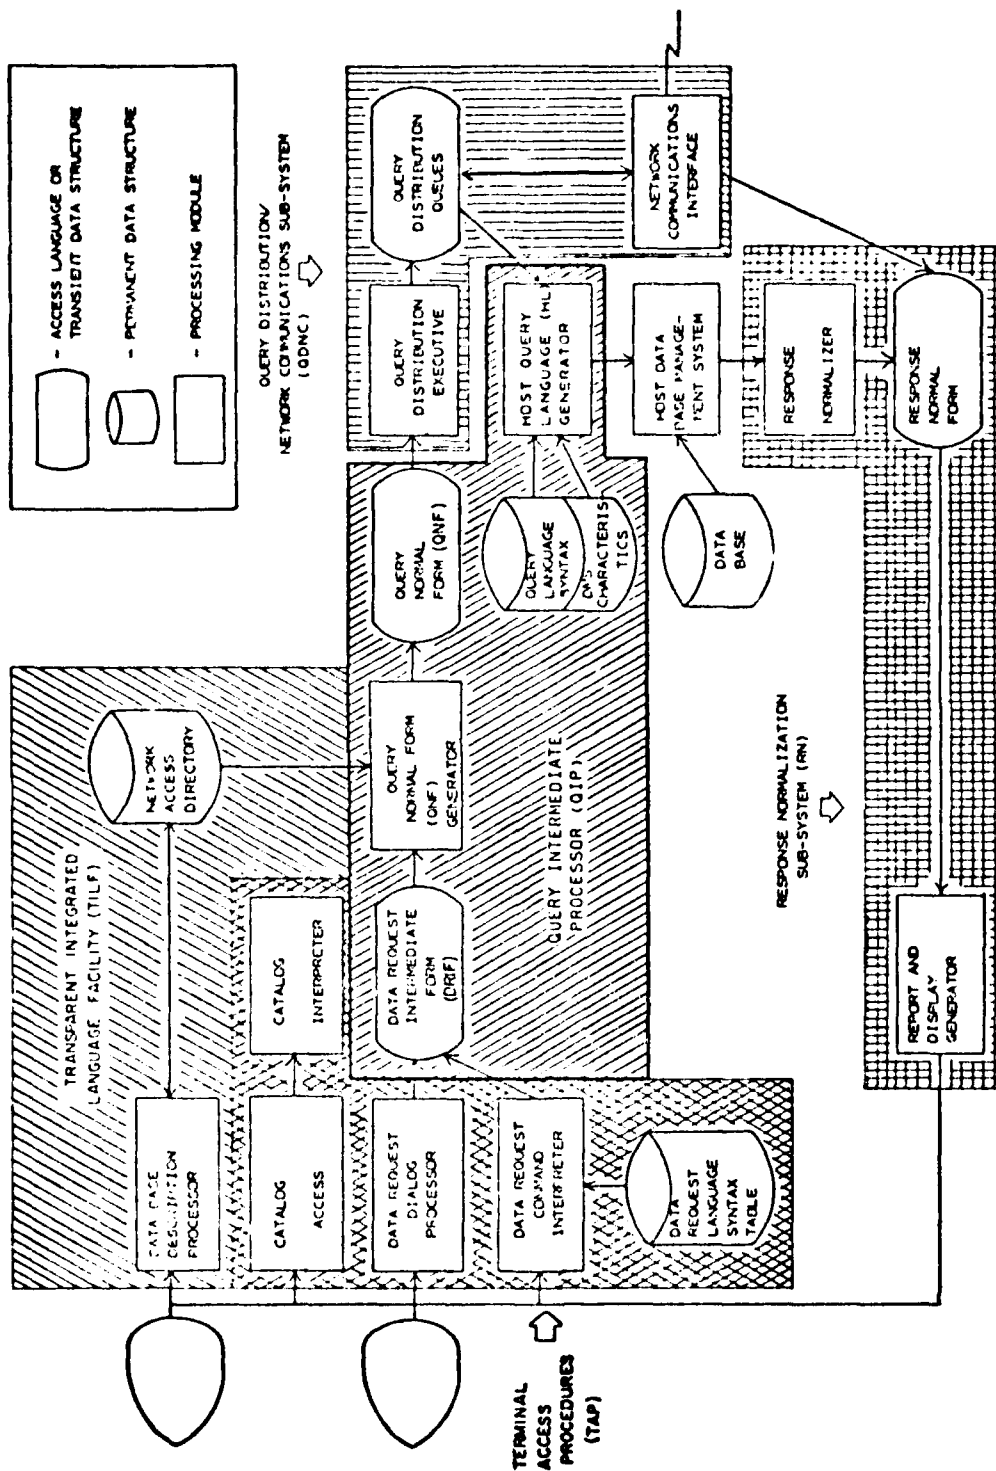 - ACCESS LANGUAGE OR
TRANSIENT DATA STRUCTURE
- PERMANENT DATA STRUCTURE
- PROCESSING MODULE
QUERY DISTRIBUTION/
NETWORK COMMUNICATIONS SUB-SYSTEM
(QDNC)
TRANSPARENT INTEGRATED
LANGUAGE FACILITY (TILF)
DATA BASE
DESCRIPTION
PROCESSOR
NETWORK
ACCESS
DIRECTORY
CATALOG
ACCESS
CATALOG
INTERPRETER
DATA REQUEST
DIALOG
PROCESSOR
DATA REQUEST
INTERMEDIATE
FORM
(DRIF)
QUERY
NORMAL FORM
(QNF)
GENERATOR
QUERY
NORMAL
FORM (QNF)
QUERY
DISTRIBUTION
EXECUTIVE
QUERY
DISTRIBUTION
QUEUES
DATA REQUEST
COMMAND
INTERPRETER
QUERY INTERMEDIATE
PROCESSOR (QIP)
QUERY
LANGUAGE
SYNTAX
CHARACTERIS
TICS
HOST QUERY
LANGUAGE (HL)
GENERATOR
DATA
REQUEST
LANGUAGE
SYNTAX
TABLE
DATA
BASE
HOST DATA
BASE MANAGE-
MENT SYSTEM
NETWORK
COMMUNICATIONS
INTERFACE
TERMINAL
ACCESS
PROCEDURES
(TAP)
RESPONSE NORMALIZATION
SUB-SYSTEM (RN)
RESPONSE
NORMALIZER
REPORT AND
DISPLAY
GENERATOR
RESPONSE
NORMAL
FORM